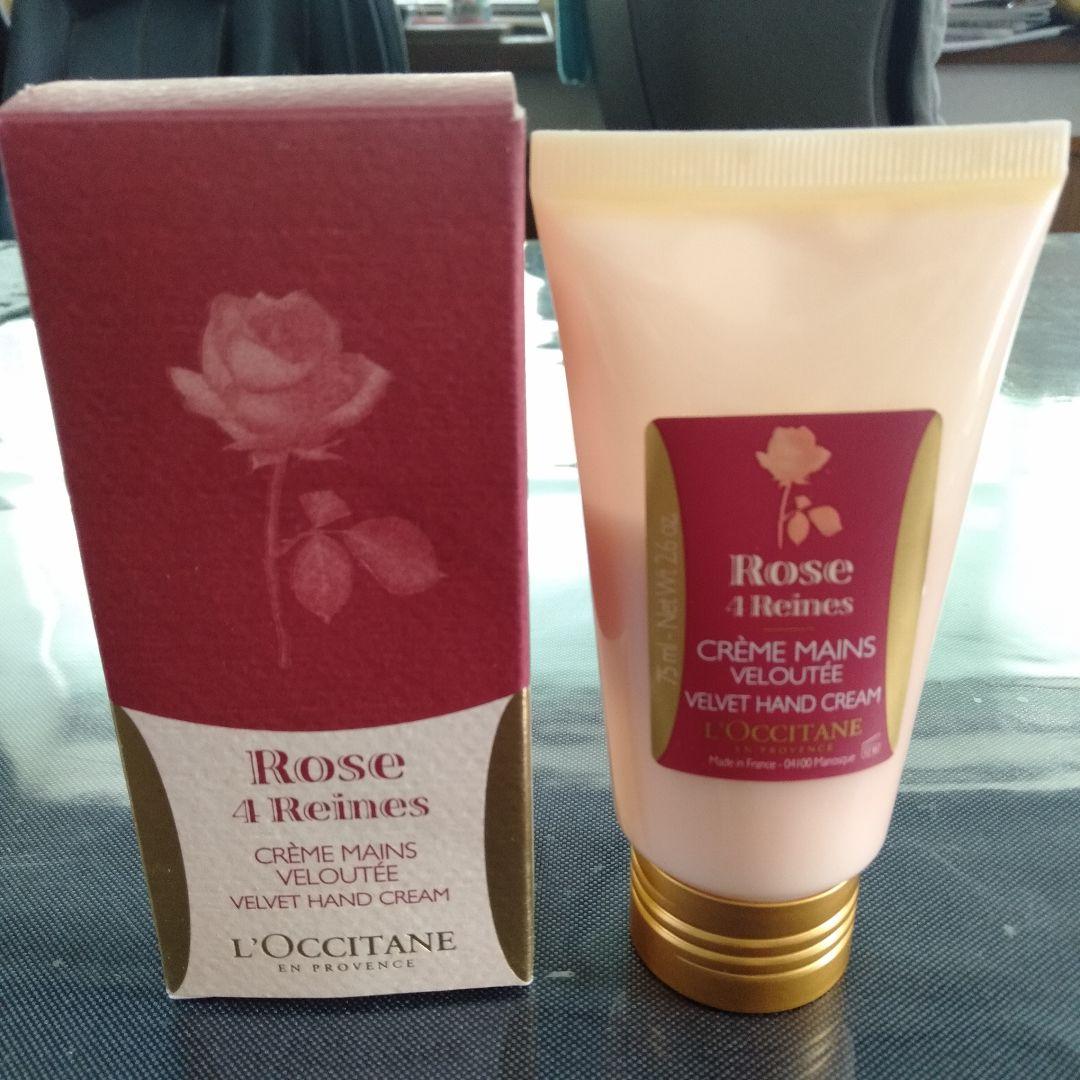 Rose
4 Reines
CRÈME MAINS
VELOUTÉE
VELVET HAND CREAM
L'OCCITANE
EN PROVENCE
75 ml - Net Wt. 2.6 oz.
Rose
4 Reines
CRÈME MAINS
VELOUTÉE
VELVET HAND CREAM
L'OCCITANE
EN PROVENCE
Made in France - 04100 Manosque